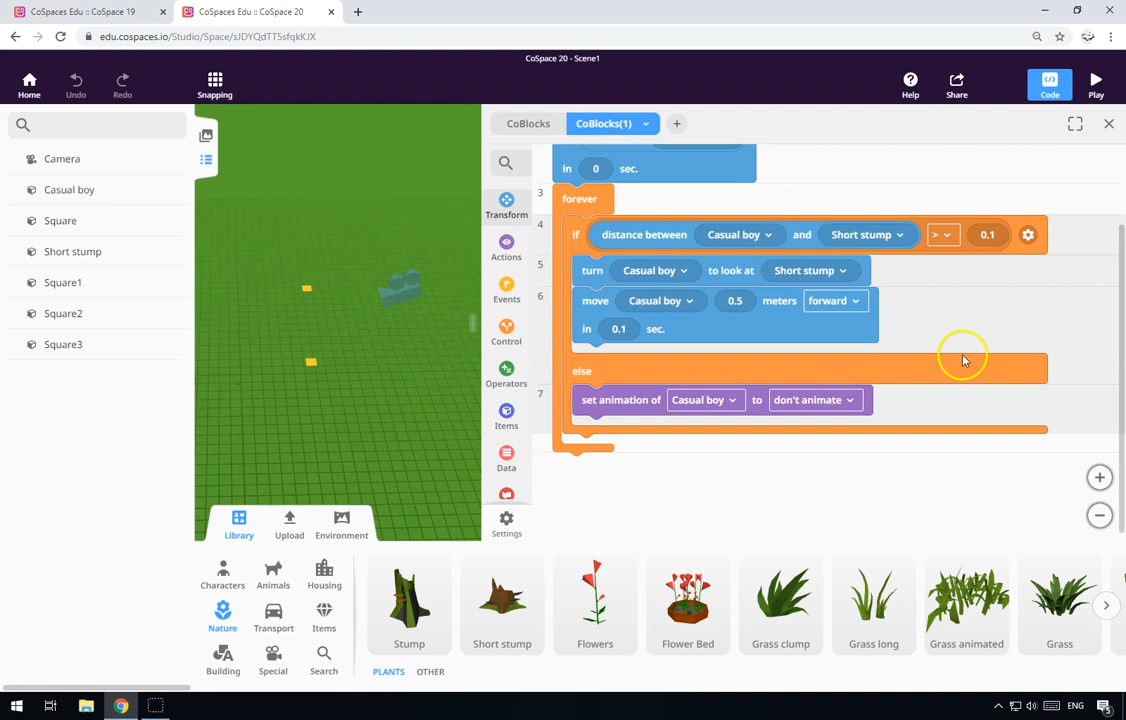 CoSpaces Edu :: CoSpace 19
CoSpaces Edu :: CoSpace 20
edu.cospaces.io/Studio/Space/sJDYQdTT5sfqkKJX
CoSpace 20 - Scene1
Home
Undo
Redo
Snapping
Help
Share
Code
Play
CoBlocks
CoBlocks(1)
Camera
Casual boy
Square
Short stump
Square1
Square2
Square3
Transform
Actions
Events
Control
Operators
Items
Data
Settings
in 0 sec.
3 forever
4 if distance between Casual boy and Short stump > 0.1
5 turn Casual boy to look at Short stump
6 move Casual boy 0.5 meters forward
in 0.1 sec.
else
7 set animation of Casual boy to don't animate
Library
Upload
Environment
Characters
Animals
Housing
Nature
Transport
Items
Building
Special
Search
Stump
Short stump
Flowers
Flower Bed
Grass clump
Grass long
Grass animated
Grass
PLANTS
OTHER
ENG
5